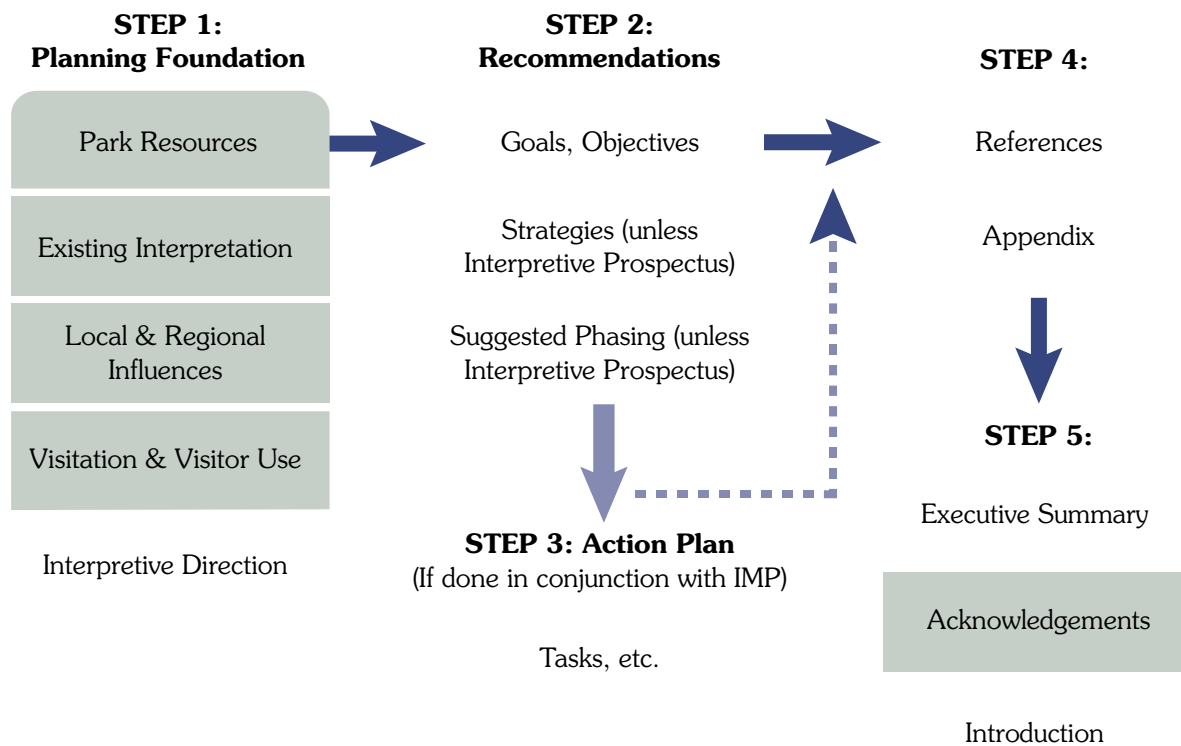 STEP 1:
Planning Foundation
Park Resources
Existing Interpretation
Local & Regional
Influences
Visitation & Visitor Use
Interpretive Direction
STEP 2:
Recommendations
Goals, Objectives
Strategies (unless
Interpretive Prospectus)
Suggested Phasing (unless
Interpretive Prospectus)
STEP 3: Action Plan
(If done in conjunction with IMP)
Tasks, etc.
STEP 4:
References
Appendix
STEP 5:
Executive Summary
Acknowledgements
Introduction